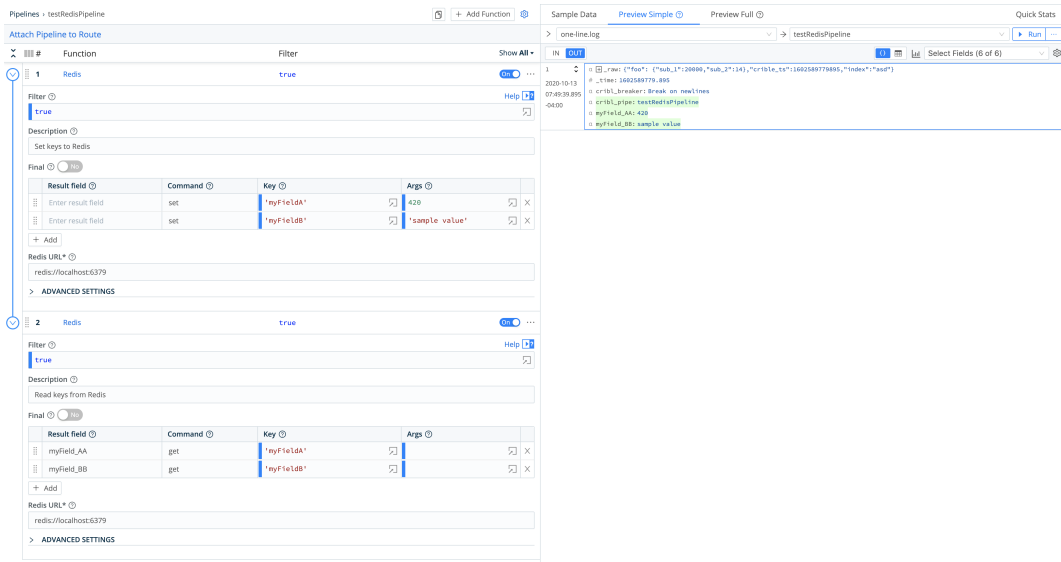 Pipelines › testRedisPipeline
+ Add Function
Attach Pipeline to Route
# Function Filter Show All
1 Redis true On ...
Filter Help
true
Description
Set keys to Redis
Final No
Result field Command Key Args
Enter result field set 'myFieldA' 420
Enter result field set 'myFieldB' 'sample value'
+ Add
Redis URL*
redis://localhost:6379
> ADVANCED SETTINGS
2 Redis true On ...
Filter Help
true
Description
Read keys from Redis
Final No
Result field Command Key Args
myField_AA get 'myFieldA'
myField_BB get 'myFieldB'
+ Add
Redis URL*
redis://localhost:6379
> ADVANCED SETTINGS
Sample Data Preview Simple Preview Full Quick Stats
> one-line.log → testRedisPipeline Run ...
IN OUT Select Fields (6 of 6)
1
2020-10-13
07:49:39.895
-04:00
_raw: {"foo": {"sub_1":20000,"sub_2":14},"crible_ts":1602589779895,"index":"asd"}
# _time: 1602589779.895
cribl_breaker: Break on newlines
cribl_pipe: testRedisPipeline
myField_AA: 420
myField_BB: sample value